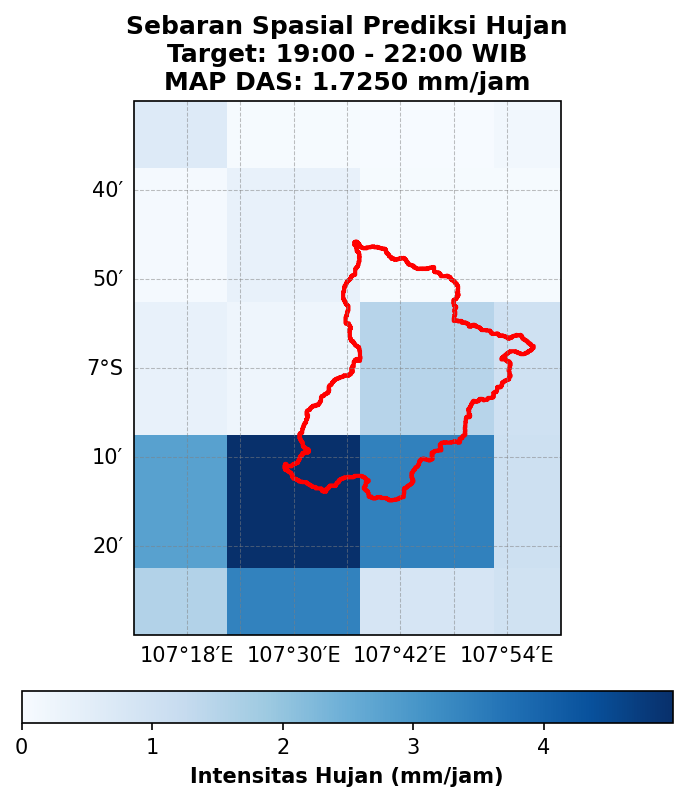 Sebaran Spasial Prediksi Hujan
Target: 19:00 - 22:00 WIB
MAP DAS: 1.7250 mm/jam
40′
50′
7°S
10′
20′
107°18′E 107°30′E 107°42′E 107°54′E
0 1 2 3 4
Intensitas Hujan (mm/jam)